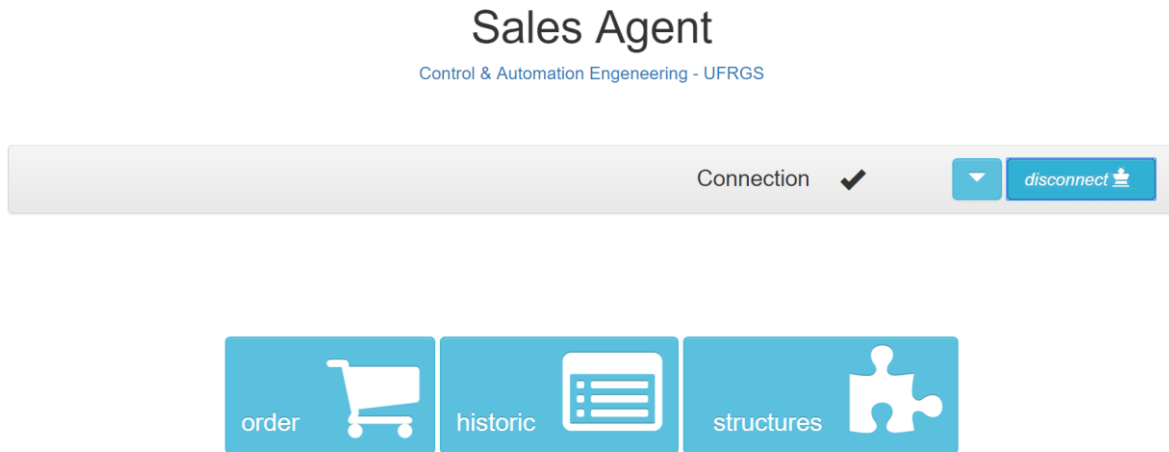 Sales Agent
Control & Automation Engeneering - UFRGS
Connection
disconnect
order
historic
structures